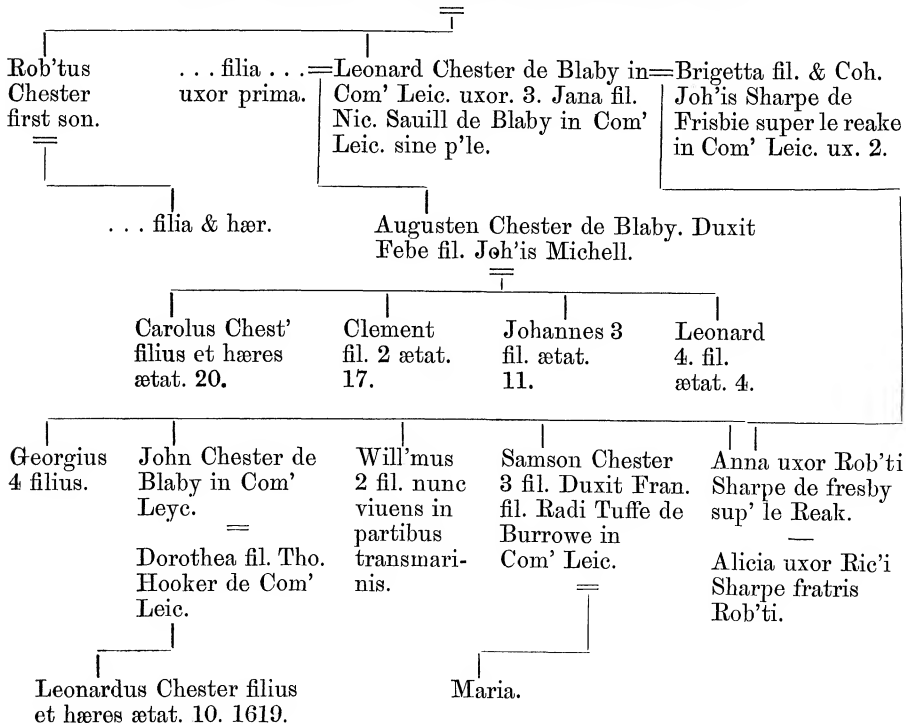 Rob'tus
Chester
first son.
. . . filia . . .
uxor prima.
Leonard Chester de Blaby in
Com' Leic. uxor. 3. Jana fil.
Nic. Sauill de Blaby in Com'
Leic. sine p'le.
Brigetta fil. & Coh.
Joh'is Sharpe de
Frisbie super le reake
in Com' Leic. ux. 2.
. . . filia & hær.
Augusten Chester de Blaby. Duxit
Febe fil. Joh'is Michell.
Carolus Chest'
filius et hæres
ætat. 20.
Clement
fil. 2 ætat.
17.
Johannes 3
fil. ætat.
11.
Leonard
4. fil.
ætat. 4.
Georgius
4 filius.
John Chester de
Blaby in Com'
Leyc.
Dorothea fil. Tho.
Hooker de Com'
Leic.
Will'mus
2 fil. nunc
viuens in
partibus
transmari-
nis.
Samson Chester
3 fil. Duxit Fran.
fil. Radi Tuffe de
Burrowe in
Com' Leic.
Anna uxor Rob'ti
Sharpe de fresby
sup' le Reak.
—
Alicia uxor Ric'i
Sharpe fratris
Rob'ti.
Leonardus Chester filius
et hæres ætat. 10. 1619.
Maria.